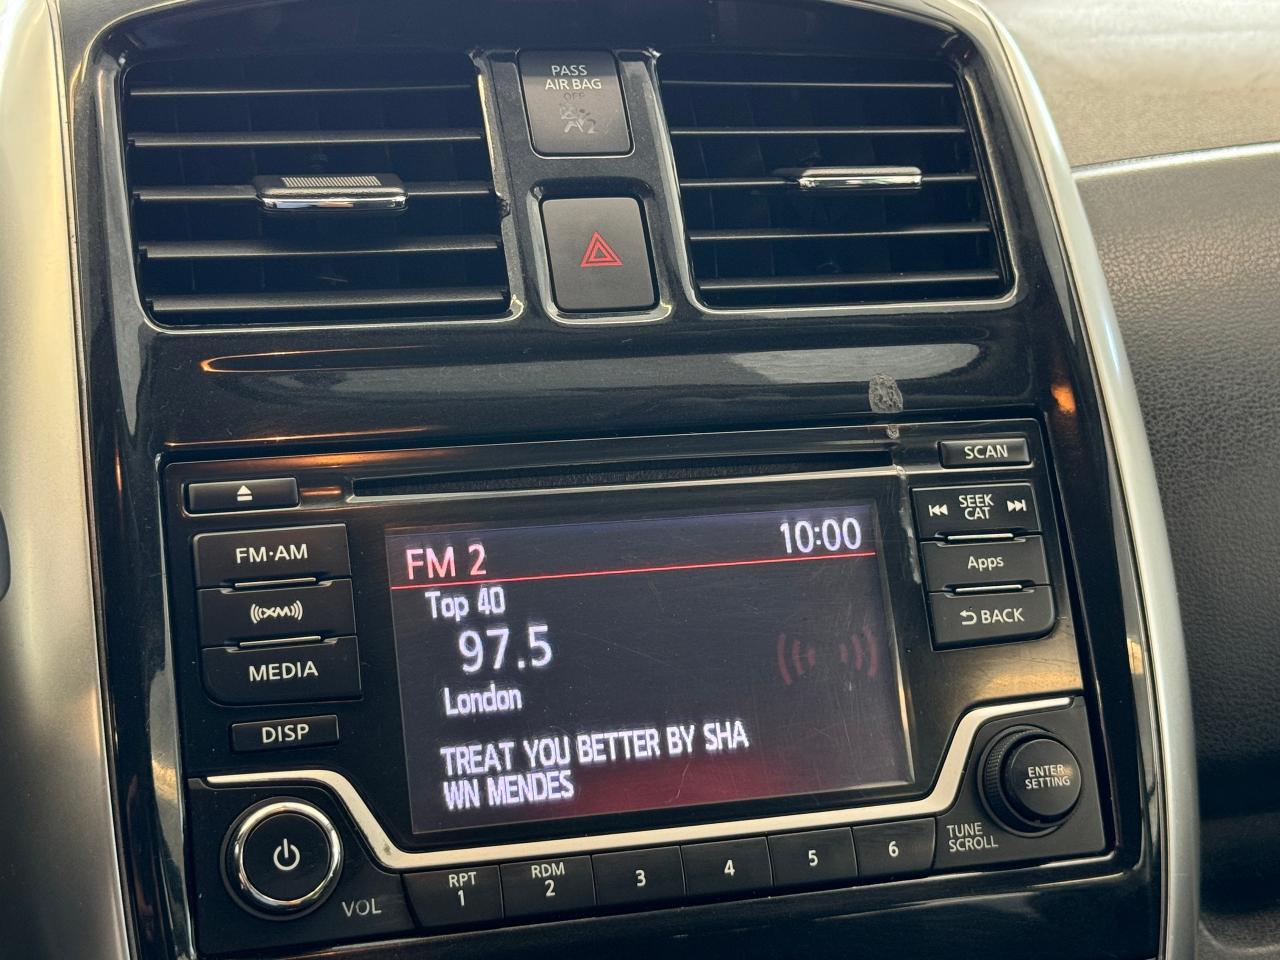 PASS
AIR BAG
OFF
SCAN
SEEK
CAT
FM·AM
Apps
((XM))
BACK
MEDIA
DISP
FM 2
10:00
Top 40
97.5
London
TREAT YOU BETTER BY SHA
WN MENDES
ENTER
SETTING
TUNE
SCROLL
VOL
RPT
1
RDM
2
3
4
5
6